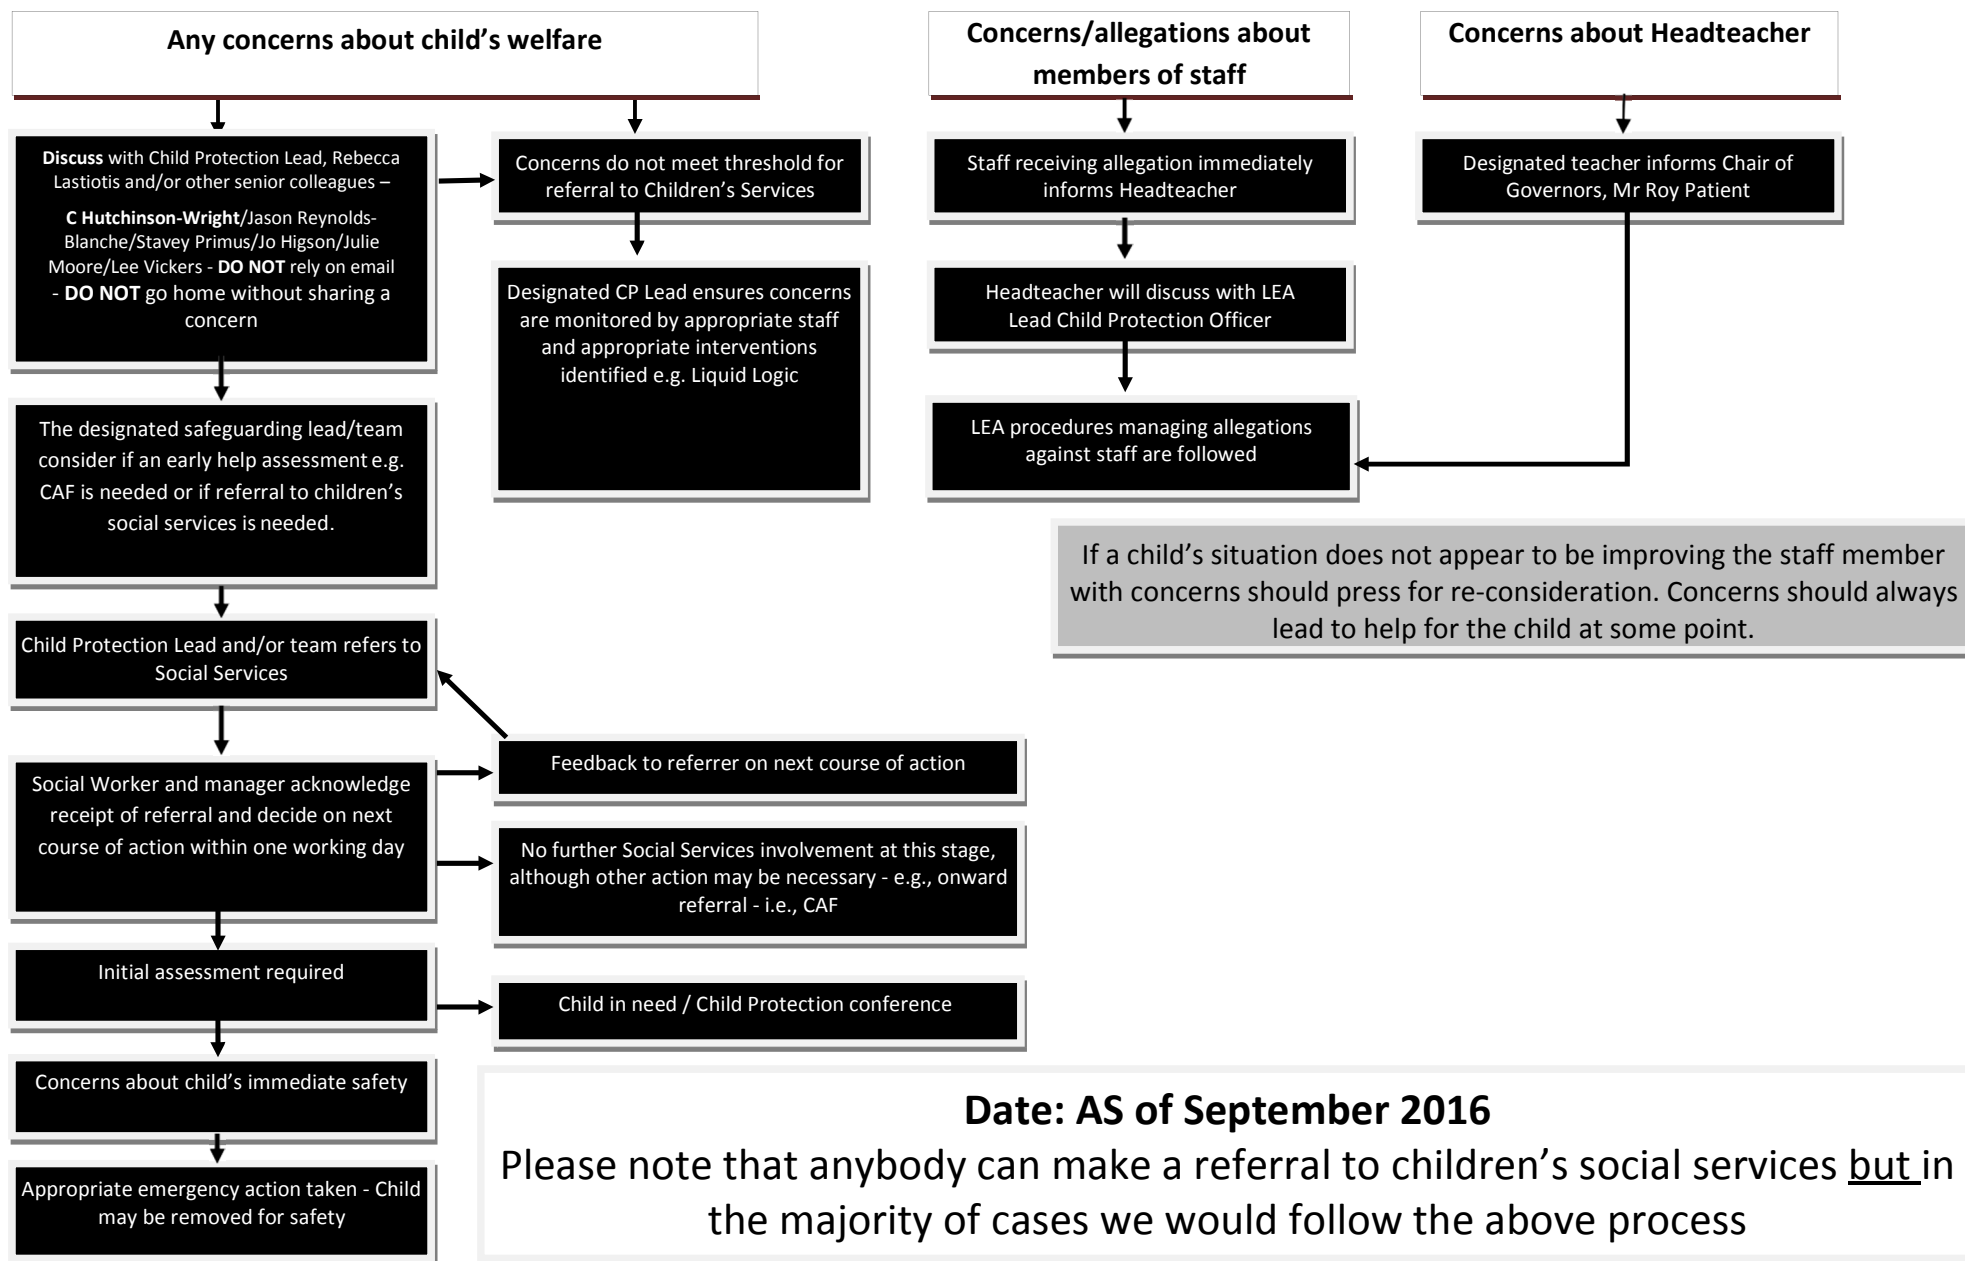 Any concerns about child’s welfare
Discuss with Child Protection Lead, Rebecca
Lastiotis and/or other senior colleagues –
C Hutchinson-Wright/Jason Reynolds-
Blanche/Stavey Primus/Jo Higson/Julie
Moore/Lee Vickers - DO NOT rely on email
- DO NOT go home without sharing a
concern
The designated safeguarding lead/team
consider if an early help assessment e.g.
CAF is needed or if referral to children’s
social services is needed.
Child Protection Lead and/or team refers to
Social Services
Social Worker and manager acknowledge
receipt of referral and decide on next
course of action within one working day
Initial assessment required
Concerns about child’s immediate safety
Appropriate emergency action taken - Child
may be removed for safety
Concerns do not meet threshold for
referral to Children’s Services
Designated CP Lead ensures concerns
are monitored by appropriate staff
and appropriate interventions
identified e.g. Liquid Logic
Feedback to referrer on next course of action
No further Social Services involvement at this stage,
although other action may be necessary - e.g., onward
referral - i.e., CAF
Child in need / Child Protection conference
Concerns/allegations about
members of staff
Staff receiving allegation immediately
informs Headteacher
Headteacher will discuss with LEA
Lead Child Protection Officer
LEA procedures managing allegations
against staff are followed
Concerns about Headteacher
Designated teacher informs Chair of
Governors, Mr Roy Patient
If a child’s situation does not appear to be improving the staff member
with concerns should press for re-consideration. Concerns should always
lead to help for the child at some point.
Date: AS of September 2016
Please note that anybody can make a referral to children’s social services but in
the majority of cases we would follow the above process